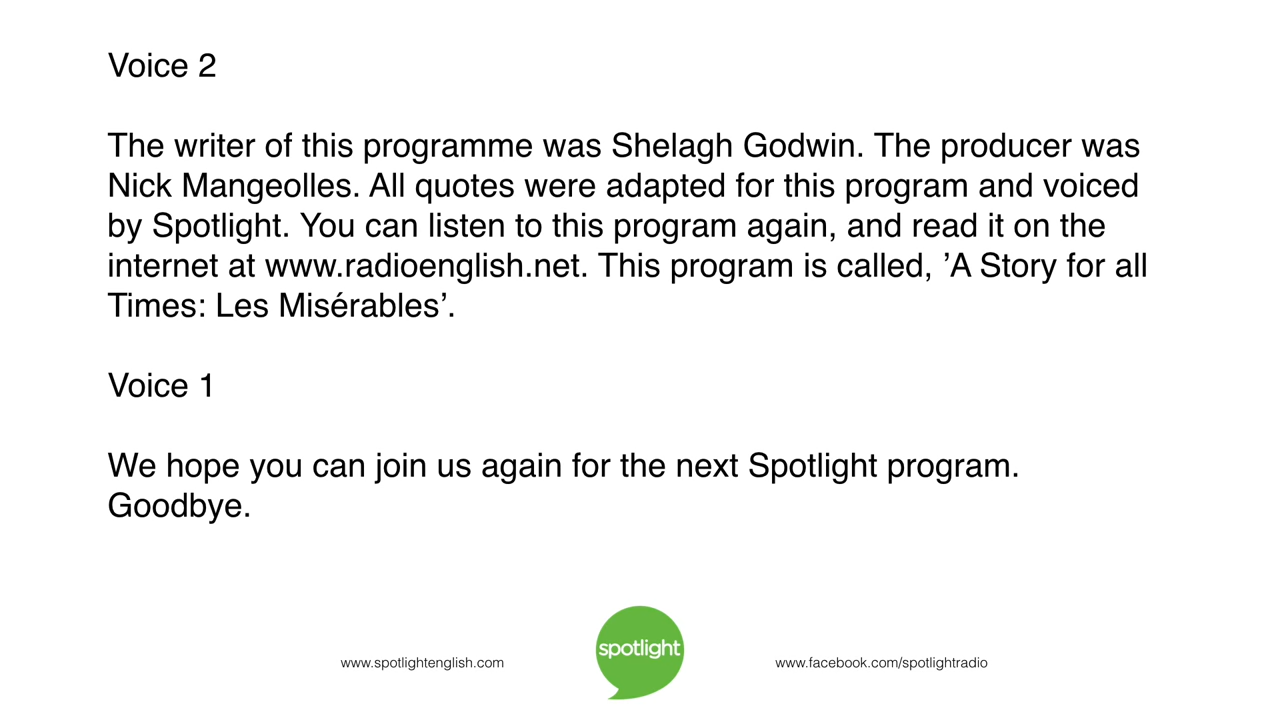 Voice 2
The writer of this programme was Shelagh Godwin. The producer was
Nick Mangeolles. All quotes were adapted for this program and voiced
by Spotlight. You can listen to this program again, and read it on the
internet at www.radioenglish.net. This program is called, ’A Story for all
Times: Les Misérables’.
Voice 1
We hope you can join us again for the next Spotlight program.
Goodbye.
www.spotlightenglish.com
spotlight
www.facebook.com/spotlightradio